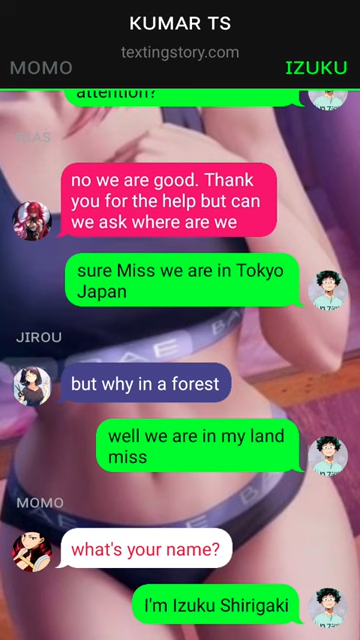 KUMAR TS
textingstory.com
MOMO
IZUKU
attention?
RIAS
no we are good. Thank
you for the help but can
we ask where are we
sure Miss we are in Tokyo
Japan
JIROU
but why in a forest
well we are in my land
miss
MOMO
what's your name?
I'm Izuku Shirigaki